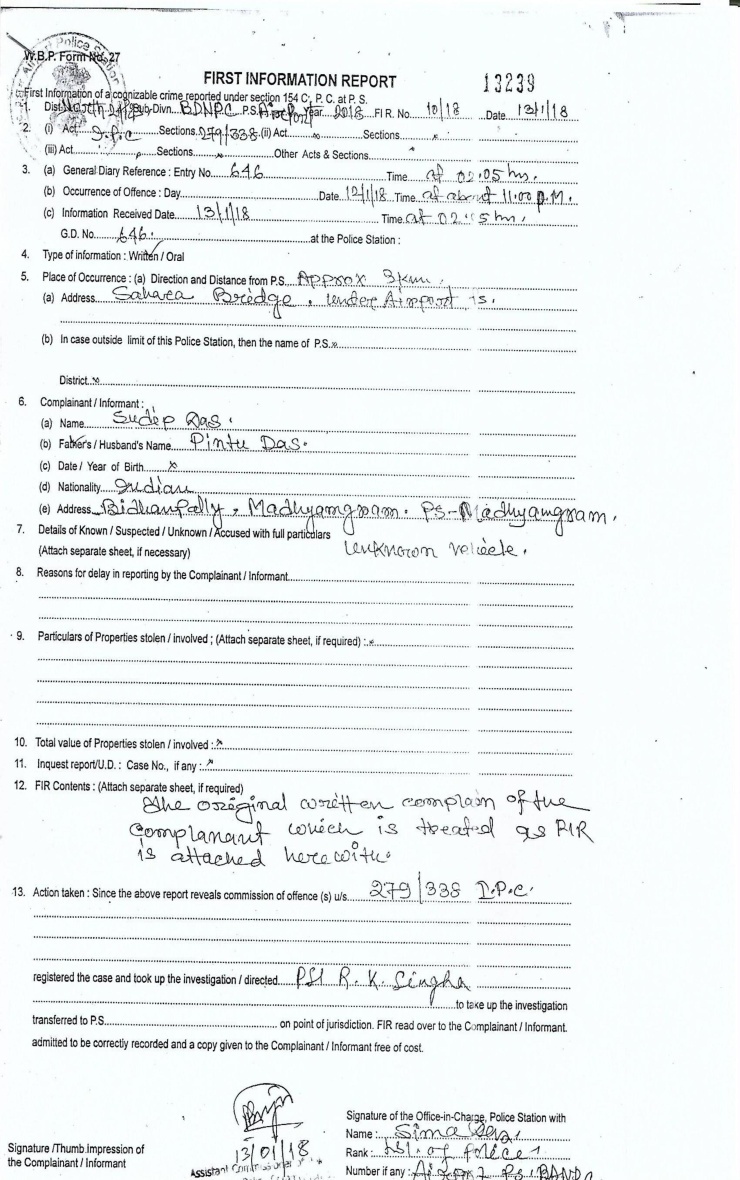 W.B.P. Form No. 27
FIRST INFORMATION REPORT
13239
First Information of a cognizable crime reported under section 154 C, P. C. at P. S.
1. Dist. North 24 Sub-Divn. BDNPC P.S. Airport Year 2018 FIR. No. 10/18 Date 13/1/18
2. (i) Act I.P.C Sections 279/338 (ii) Act × Sections ×
(iii) Act Sections × Other Acts & Sections
3. (a) General Diary Reference : Entry No. 646 Time at 02.05 hrs.
(b) Occurrence of Offence : Day Date 12/1/18 Time at about 11:00 P.M.
(c) Information Received Date 13/1/18 Time at 02.05 hrs.
G.D. No. 646. at the Police Station :
4. Type of information : Written / Oral
5. Place of Occurrence : (a) Direction and Distance from P.S. Approx 3 km.
(a) Address Sahara Bridge, under Airport PS.
(b) In case outside limit of this Police Station, then the name of P.S. ×
District ×
6. Complainant / Informant :
(a) Name Sudip Das.
(b) Father's / Husband's Name Pintu Das.
(c) Date / Year of Birth ×
(d) Nationality Indian
(e) Address Bidhanpally, Madhyamgram. PS-Madhyamgram.
7. Details of Known / Suspected / Unknown / Accused with full particulars
(Attach separate sheet, if necessary) Unknown vehicle.
8. Reasons for delay in reporting by the Complainant / Informant
9. Particulars of Properties stolen / involved ; (Attach separate sheet, if required) : ×
10. Total value of Properties stolen / involved : ×
11. Inquest report/U.D. : Case No., if any : ×
12. FIR Contents : (Attach separate sheet, if required)
The original written complain of the
complanant which is treated as FIR
is attached herewith.
13. Action taken : Since the above report reveals commission of offence (s) u/s. 279/338 I.P.C.
registered the case and took up the investigation / directed PSI R. K. Singha
to take up the investigation
transferred to P.S. on point of jurisdiction. FIR read over to the Complainant / Informant.
admitted to be correctly recorded and a copy given to the Complainant / Informant free of cost.
Signature /Thumb impression of
the Complainant / Informant
13/01/18
Assistant
Signature of the Office-in-Charge, Police Station with
Name : Sima
Rank : of Police
Number if any : Airport PS